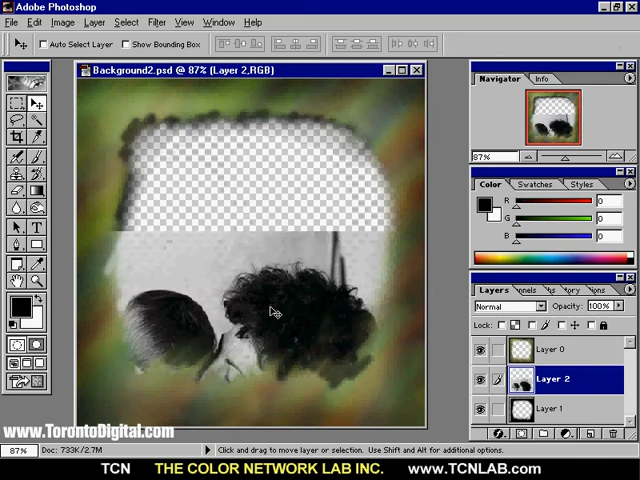 Adobe Photoshop
File Edit Image Layer Select Filter View Window Help
Auto Select Layer Show Bounding Box
Background2.psd @ 87% (Layer 2,RGB)
Navigator Info
87%
Color Swatches Styles
R 0
G 0
B 0
Layers
Normal Opacity: 100%
Lock:
Layer 0
Layer 2
Layer 1
www.TorontoDigital.com
87% Doc: 733K/2.7M Click and drag to move layer or selection. Use Shift and Alt for additional options.
TCN THE COLOR NETWORK LAB INC. www.TCNLAB.com